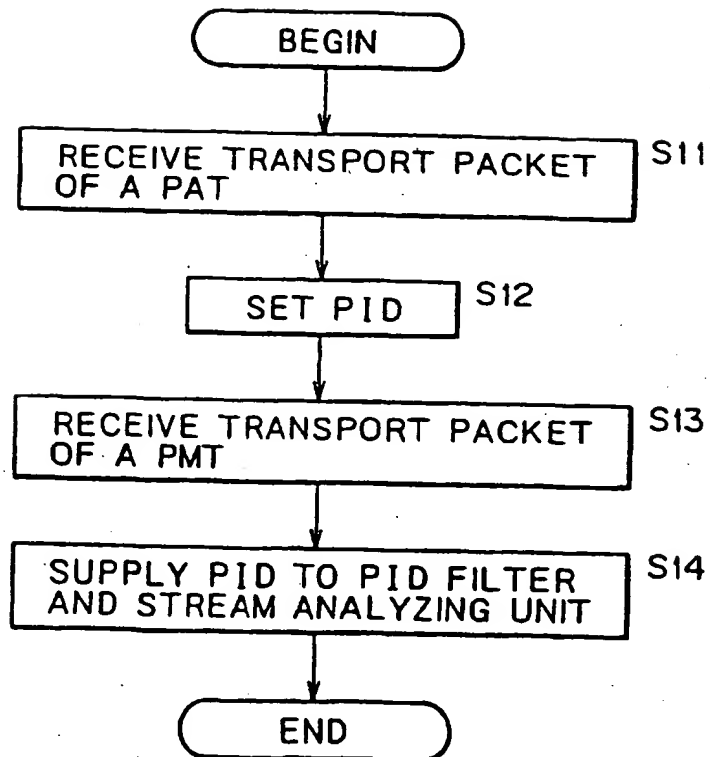 BEGIN
RECEIVE TRANSPORT PACKET
OF A PAT
S11
SET PID
S12
RECEIVE TRANSPORT PACKET
OF A PMT
S13
SUPPLY PID TO PID FILTER
AND STREAM ANALYZING UNIT
S14
END